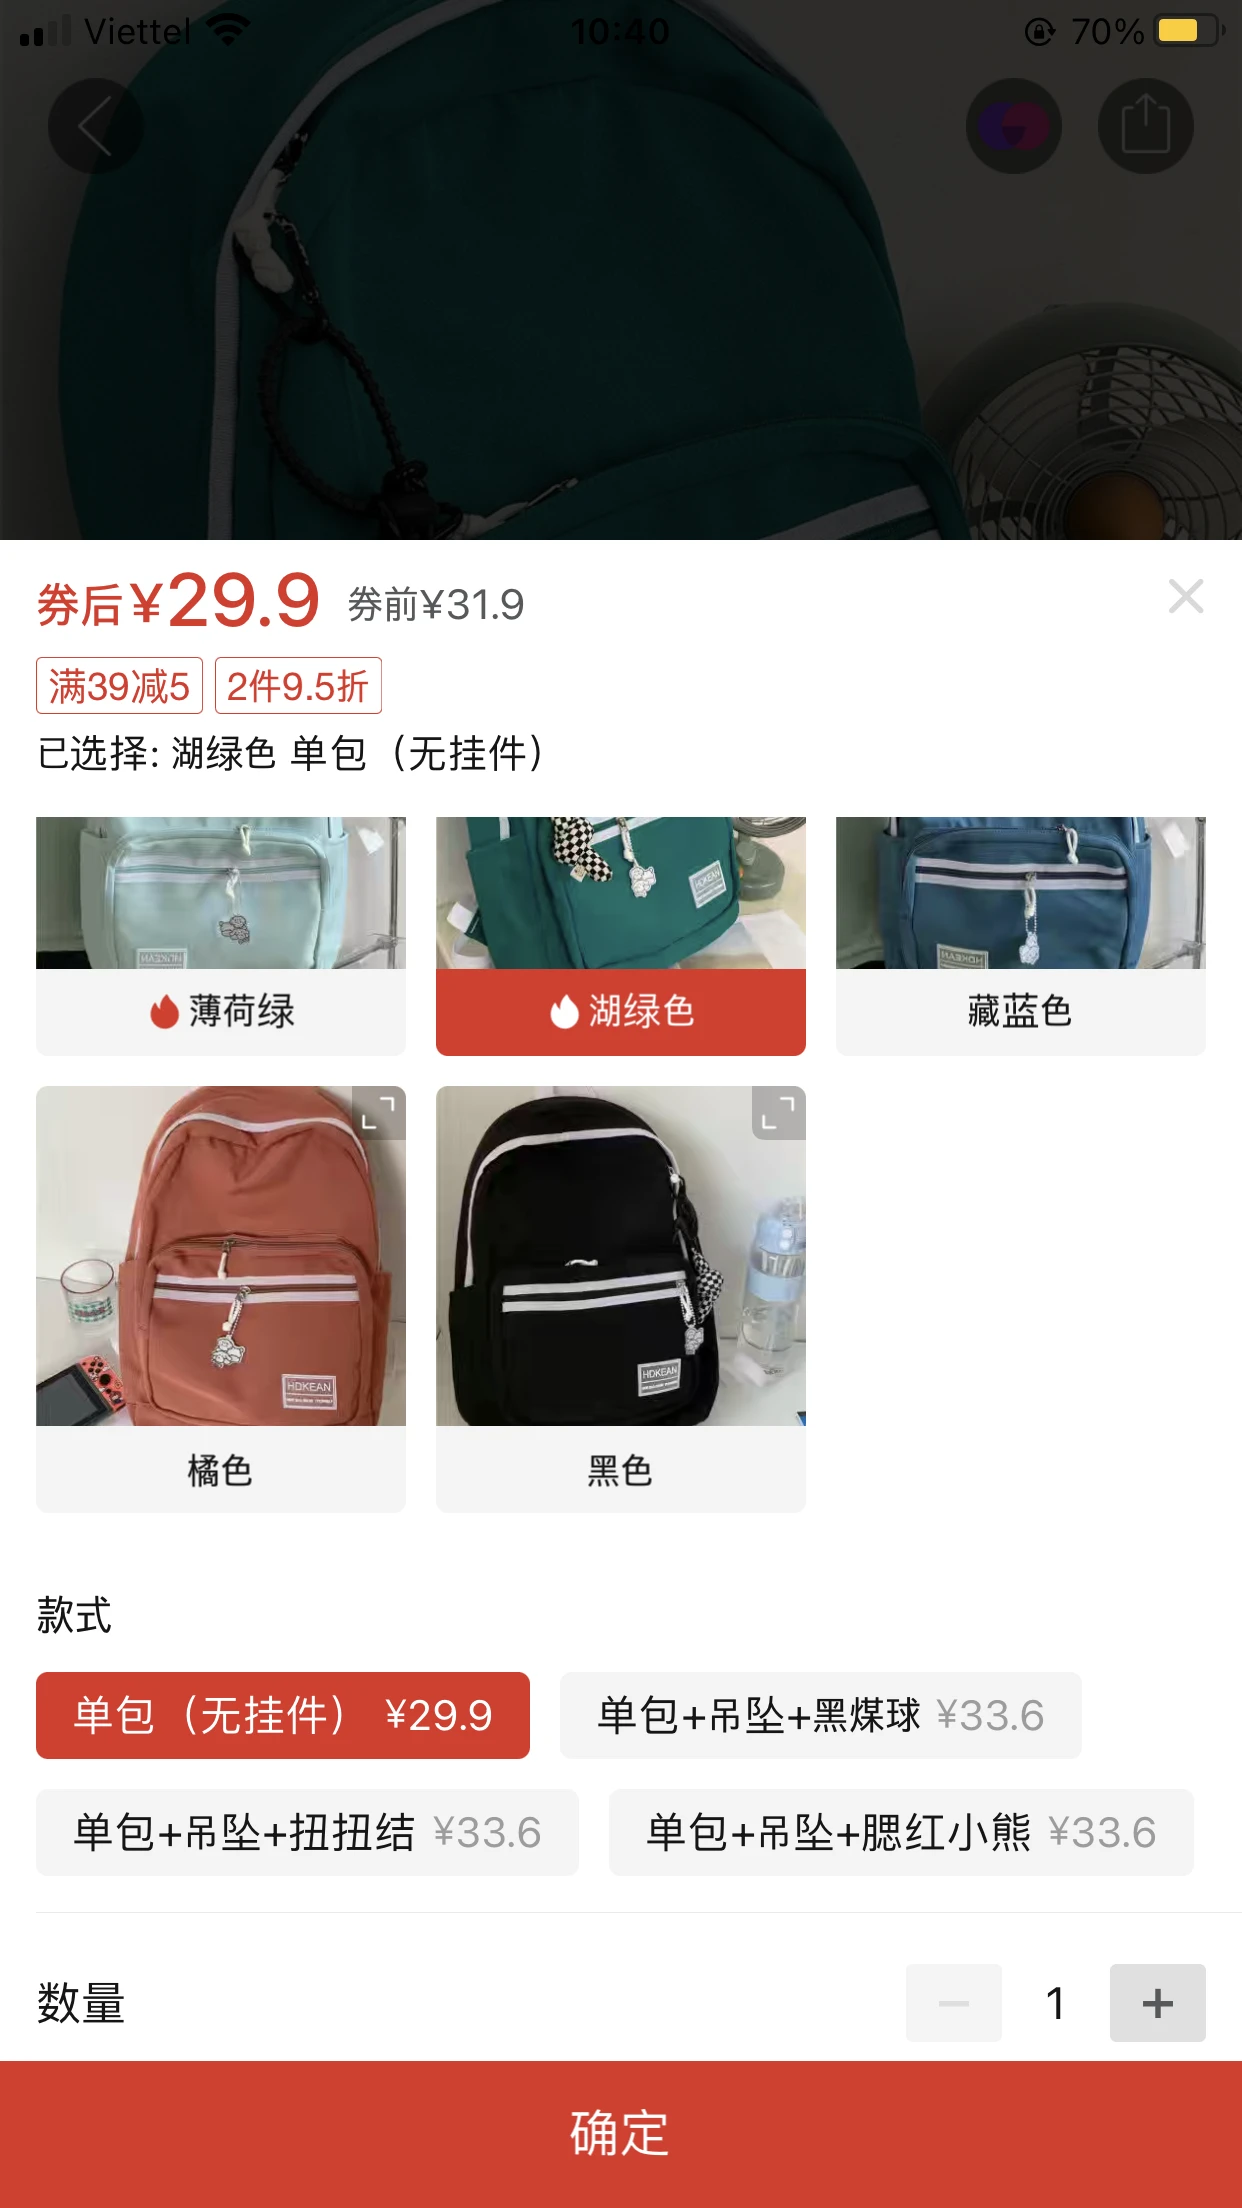 Viettel 10:40 70%
券后¥29.9 券前¥31.9
满39减5 2件9.5折
已选择: 湖绿色 单包（无挂件）
HDKEAN
HDKEAN
HDKEAN
薄荷绿 湖绿色 藏蓝色
HDKEAN
HDKEAN
橘色 黑色
款式
单包（无挂件） ¥29.9 单包+吊坠+黑煤球 ¥33.6
单包+吊坠+扭扭结 ¥33.6 单包+吊坠+腮红小熊 ¥33.6
数量 1
确定